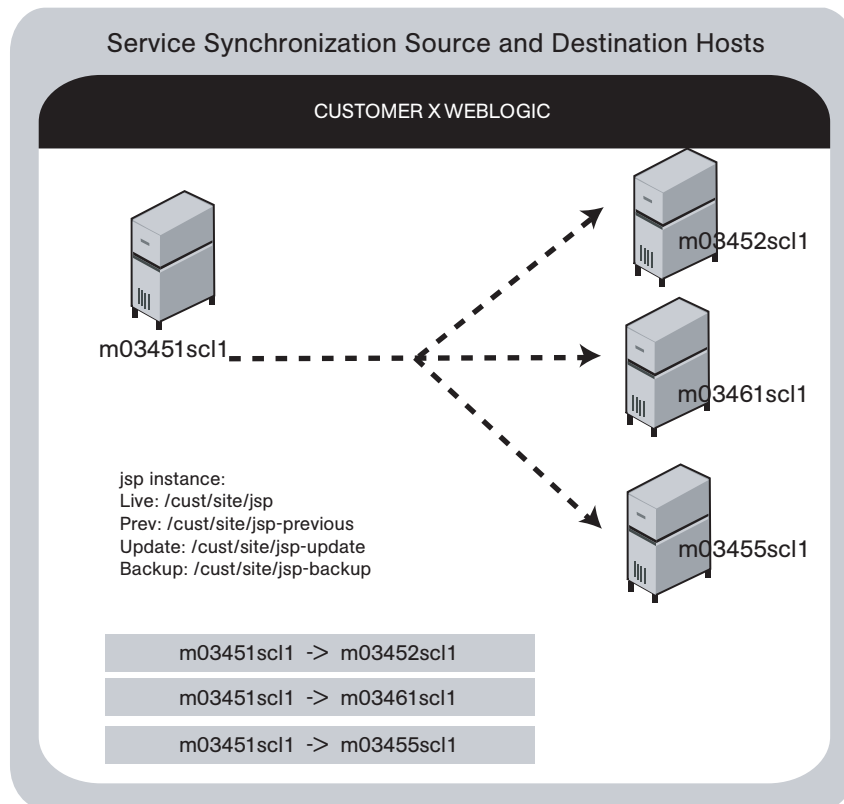 Service Synchronization Source and Destination Hosts
CUSTOMER X WEBLOGIC
m03452scl1
m03451scl1
m03461scl1
m03455scl1
jsp instance:
Live: /cust/site/jsp
Prev: /cust/site/jsp-previous
Update: /cust/site/jsp-update
Backup: /cust/site/jsp-backup
m03451scl1 -> m03452scl1
m03451scl1 -> m03461scl1
m03451scl1 -> m03455scl1